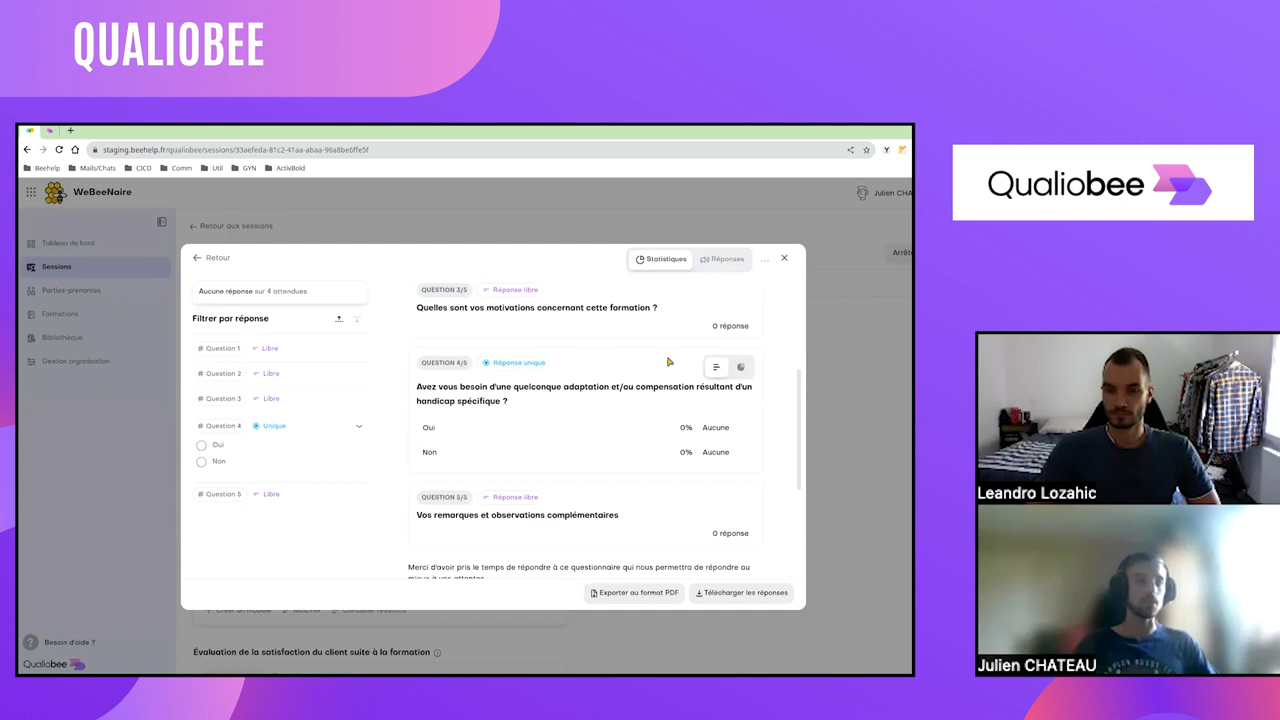 QUALIOBEE
staging.beehelp.fr/qualiobee/sessions/33aefeda-81c2-41aa-abaa-96a8be6ffe5f
Beehelp Mails/Chats CICD Comm Util GYN ActivBold
WeBeeNaire
Julien CHA
Retour aux sessions
Tableau de bord
Sessions
Parties-prenantes
Formations
Bibliothèque
Gestion organisation
Arrête
Retour
Statistiques
Réponses
Aucune réponse sur 4 attendues
Filtrer par réponse
# Question 1 Libre
# Question 2 Libre
# Question 3 Libre
# Question 4 Unique
Oui
Non
# Question 5 Libre
QUESTION 3/5 Réponse libre
Quelles sont vos motivations concernant cette formation ?
0 réponse
QUESTION 4/5 Réponse unique
Avez vous besoin d'une quelconque adaptation et/ou compensation résultant d'un
handicap spécifique ?
Oui 0% Aucune
Non 0% Aucune
QUESTION 5/5 Réponse libre
Vos remarques et observations complémentaires
0 réponse
Merci d'avoir pris le temps de répondre à ce questionnaire qui nous permettra de répondre au
mieux à vos attentes
Exporter au format PDF
Télécharger les réponses
Évaluation de la satisfaction du client suite à la formation
? Besoin d'aide ?
Qualiobee
Qualiobee
Leandro Lozahic
Julien CHATEAU